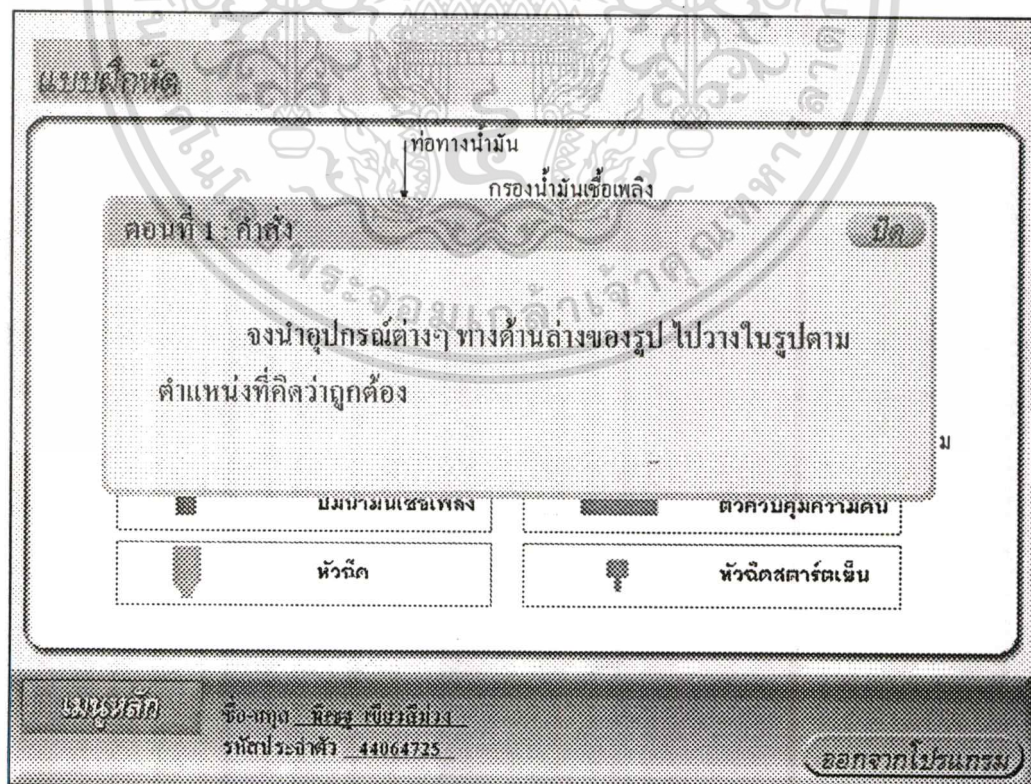 แบบฝึกหัด
ท่อทางน้ำมัน
กรองน้ำมันเชื้อเพลิง
ตอนที่ 1 : คำสั่ง
ปิด
จงนำอุปกรณ์ต่างๆ ทางด้านล่างของรูป ไปวางในรูปตาม
ตำแหน่งที่คิดว่าถูกต้อง
ม
ปั๊มน้ำมันเชื้อเพลิง ตัวควบคุมความดัน
หัวฉีด หัวฉีดสตาร์ตเย็น
เมนูหลัก
ชื่อ-สกุล
รหัสประจำตัว 44064725
ออกจากโปรแกรม